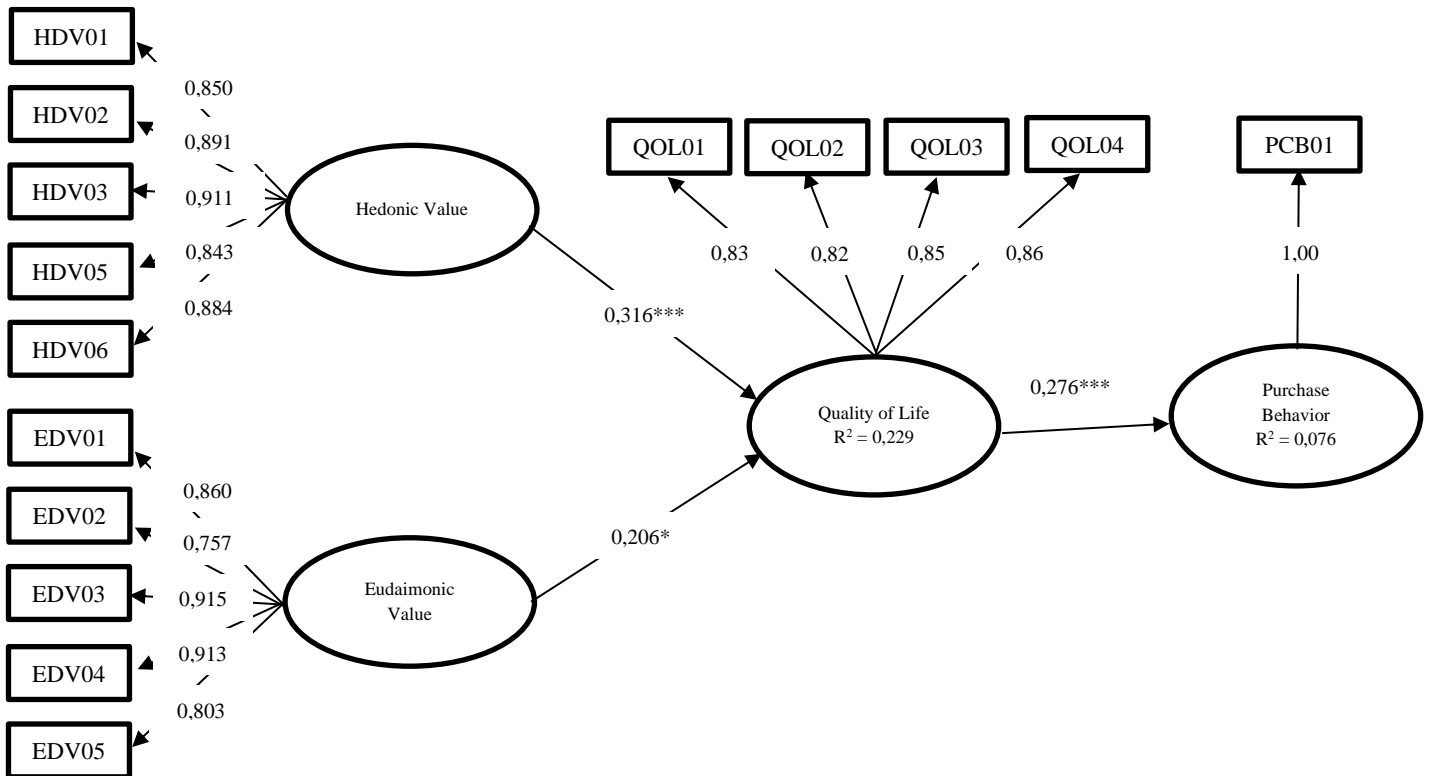 HDV01
0,850
HDV02
0,891
HDV03
0,911
HDV05
0,843
HDV06
0,884
Hedonic Value
EDV01
0,860
EDV02
0,757
EDV03
0,915
EDV04
0,913
EDV05
0,803
Eudaimonic
Value
0,316***
0,206*
QOL01
QOL02
QOL03
QOL04
0,83
0,82
0,85
0,86
Quality of Life
R² = 0,229
0,276***
PCB01
1,00
Purchase
Behavior
R² = 0,076